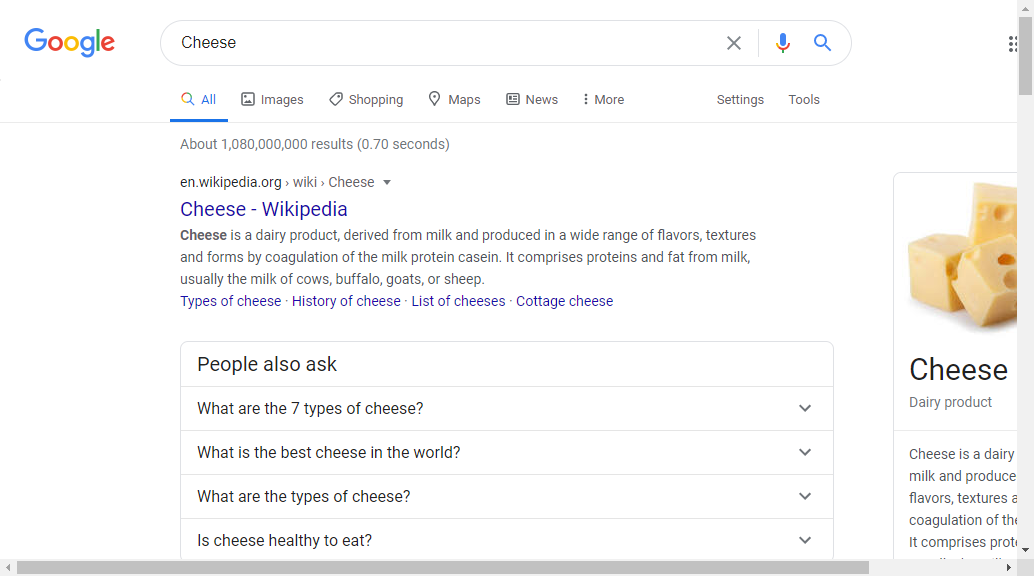 Google
Cheese
All Images Shopping Maps News More Settings Tools
About 1,080,000,000 results (0.70 seconds)
en.wikipedia.org › wiki › Cheese
Cheese - Wikipedia
Cheese is a dairy product, derived from milk and produced in a wide range of flavors, textures
and forms by coagulation of the milk protein casein. It comprises proteins and fat from milk,
usually the milk of cows, buffalo, goats, or sheep.
Types of cheese · History of cheese · List of cheeses · Cottage cheese
People also ask
What are the 7 types of cheese?
What is the best cheese in the world?
What are the types of cheese?
Is cheese healthy to eat?
Cheese
Dairy product
Cheese is a dairy
milk and produce
flavors, textures a
coagulation of the
It comprises prote